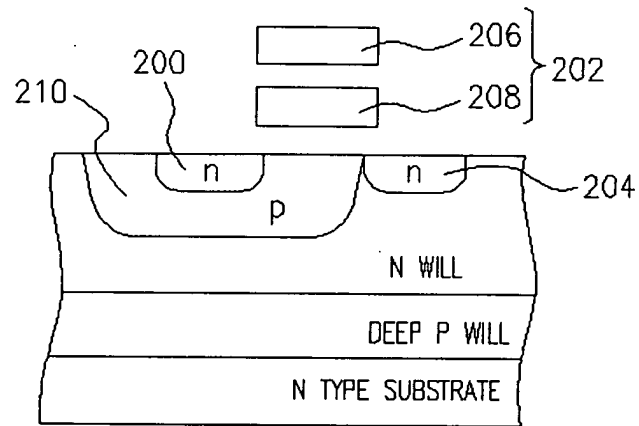 206
202
200
208
210
n
n
204
p
N WILL
DEEP P WILL
N TYPE SUBSTRATE